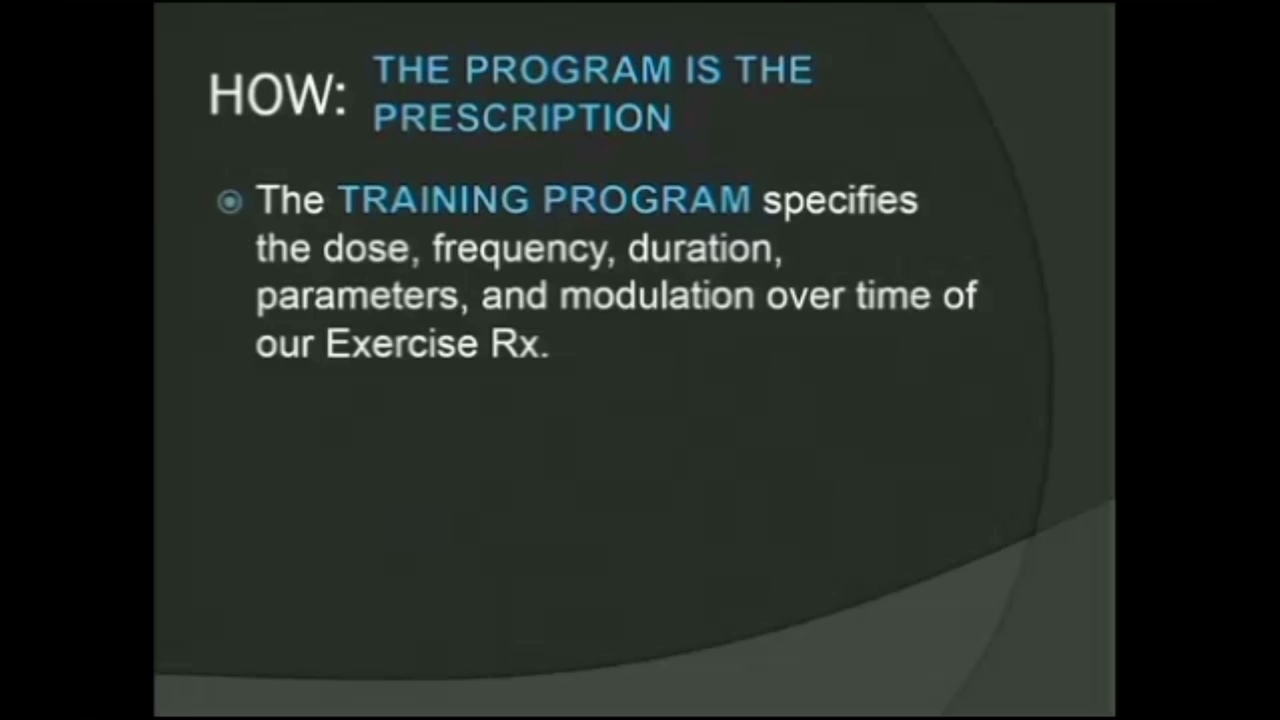 HOW: THE PROGRAM IS THE
PRESCRIPTION
The TRAINING PROGRAM specifies
the dose, frequency, duration,
parameters, and modulation over time of
our Exercise Rx.